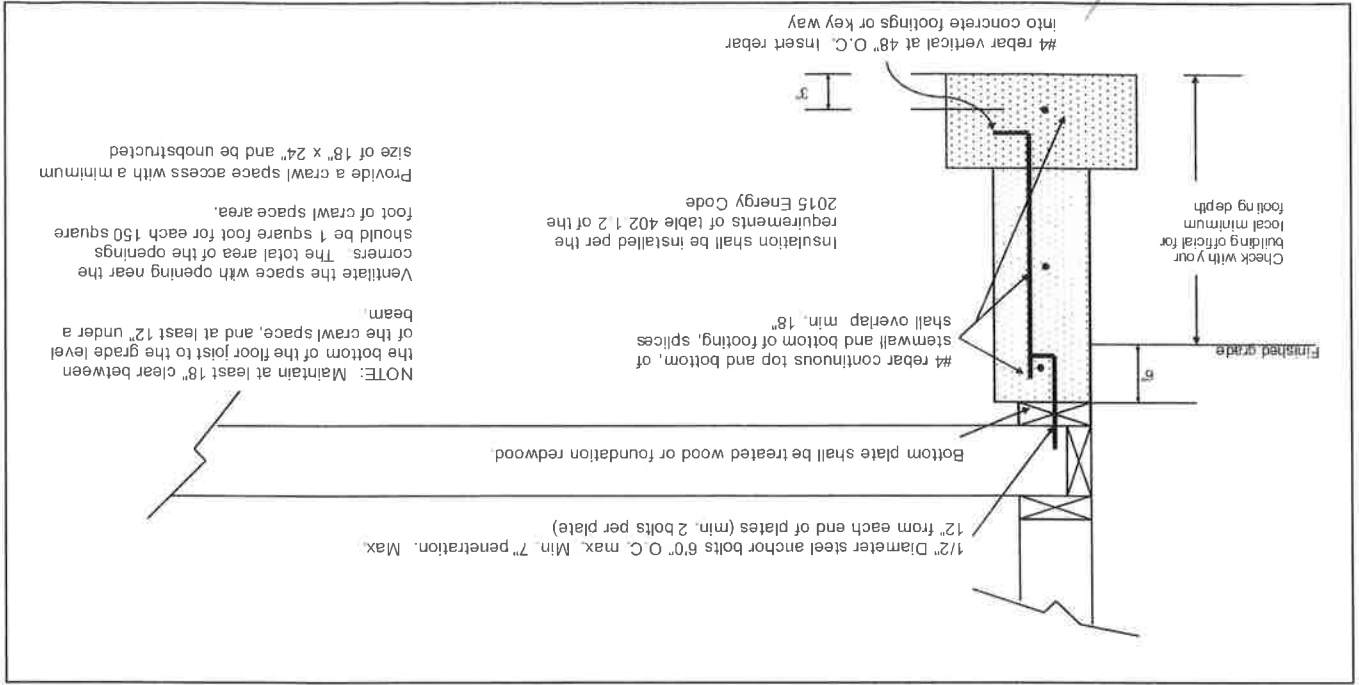 1/2" Diameter steel anchor bolts 6'0" O.C. max. Min. 7" penetration. Max.
12" from each end of plates (min. 2 bolts per plate)
Bottom plate shall be treated wood or foundation redwood.
6"
Finished grade
#4 rebar continuous top and bottom, of
stemwall and bottom of footing, splices
shall overlap min. 18"
NOTE: Maintain at least 18" clear between
the bottom of the floor joist to the grade level
of the crawl space, and at least 12" under a
beam.
Check with your
building official for
local minimum
footing depth
Insulation shall be installed per the
requirements of table 402.1.2 of the
2015 Energy Code
Ventilate the space with opening near the
corners. The total area of the openings
should be 1 square foot for each 150 square
foot of crawl space area.
Provide a crawl space access with a minimum
size of 18" x 24" and be unobstructed
3"
#4 rebar vertical at 48" O.C. Insert rebar
into concrete footings or key way